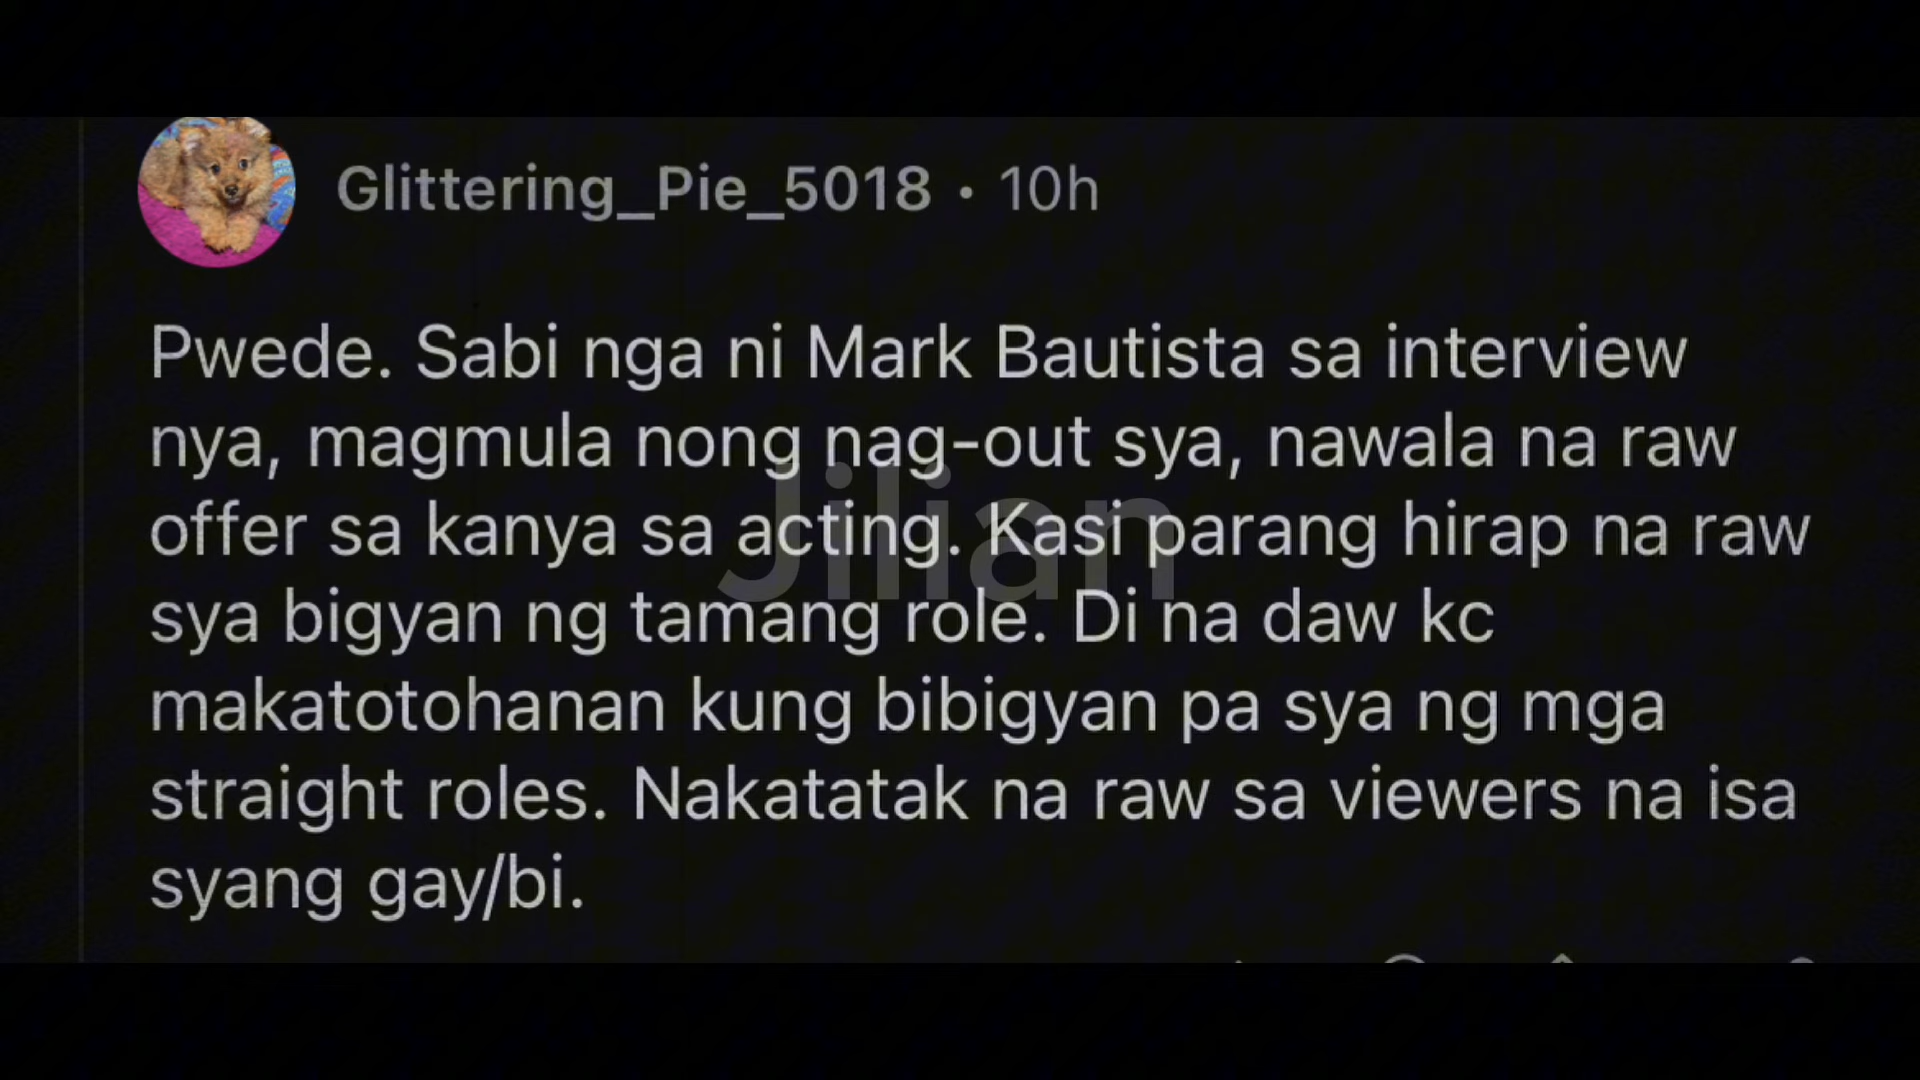 Glittering_Pie_5018 • 10h
Pwede. Sabi nga ni Mark Bautista sa interview
nya, magmula nong nag-out sya, nawala na raw
offer sa kanya sa acting. Kasi parang hirap na raw
sya bigyan ng tamang role. Di na daw kc
makatotohanan kung bibigyan pa sya ng mga
straight roles. Nakatatak na raw sa viewers na isa
syang gay/bi.
Jilian